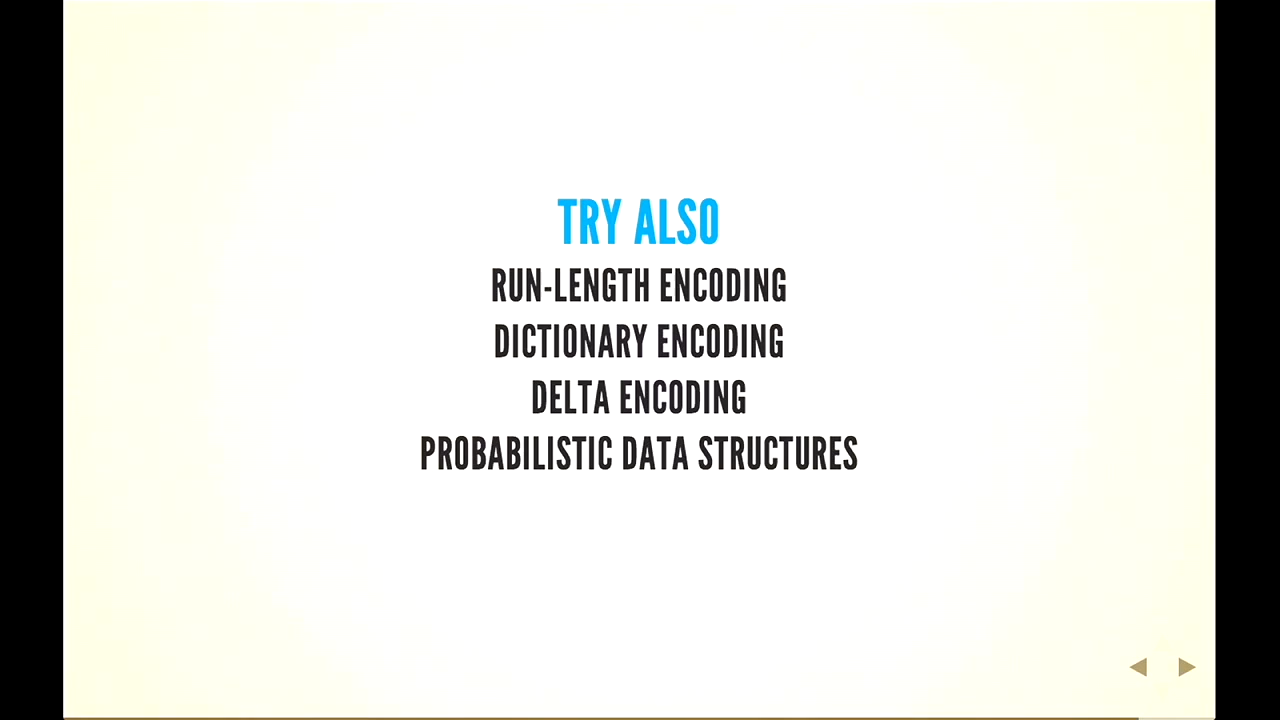 TRY ALSO
RUN-LENGTH ENCODING
DICTIONARY ENCODING
DELTA ENCODING
PROBABILISTIC DATA STRUCTURES